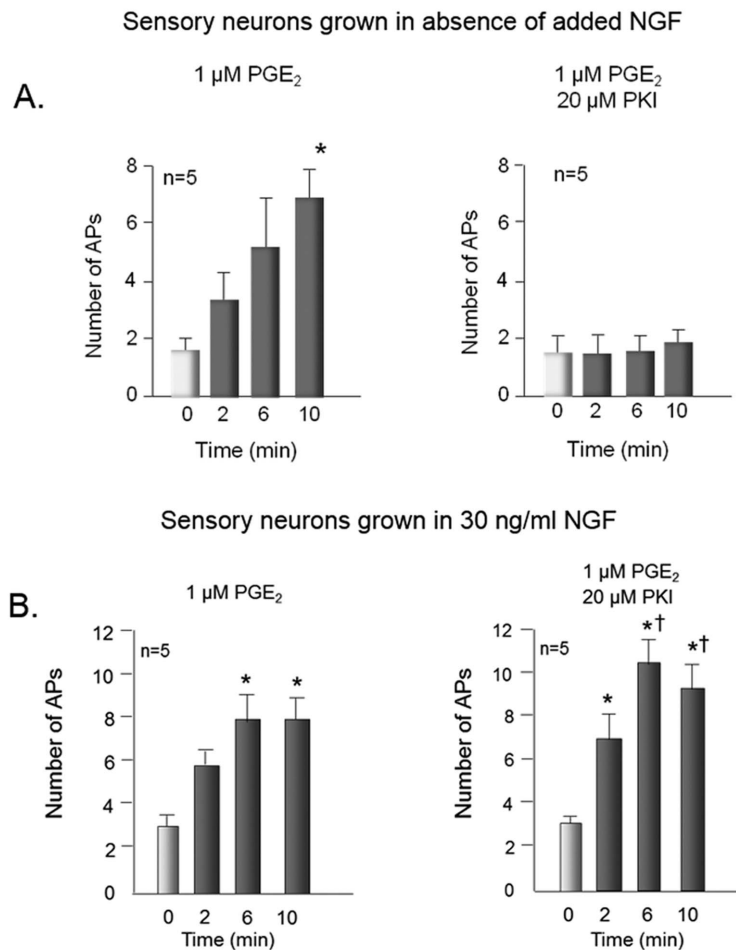 Sensory neurons grown in absence of added NGF
A.
1 µM PGE₂
n=5
*
Number of APs
8
6
4
2
0
0 2 6 10
Time (min)
1 µM PGE₂
20 µM PKI
n=5
Number of APs
8
6
4
2
0
0 2 6 10
Time (min)
Sensory neurons grown in 30 ng/ml NGF
B.
1 µM PGE₂
n=5
* *
Number of APs
12
10
8
6
4
2
0
0 2 6 10
Time (min)
1 µM PGE₂
20 µM PKI
n=5
* *† *†
Number of APs
12
10
8
6
4
2
0
0 2 6 10
Time (min)